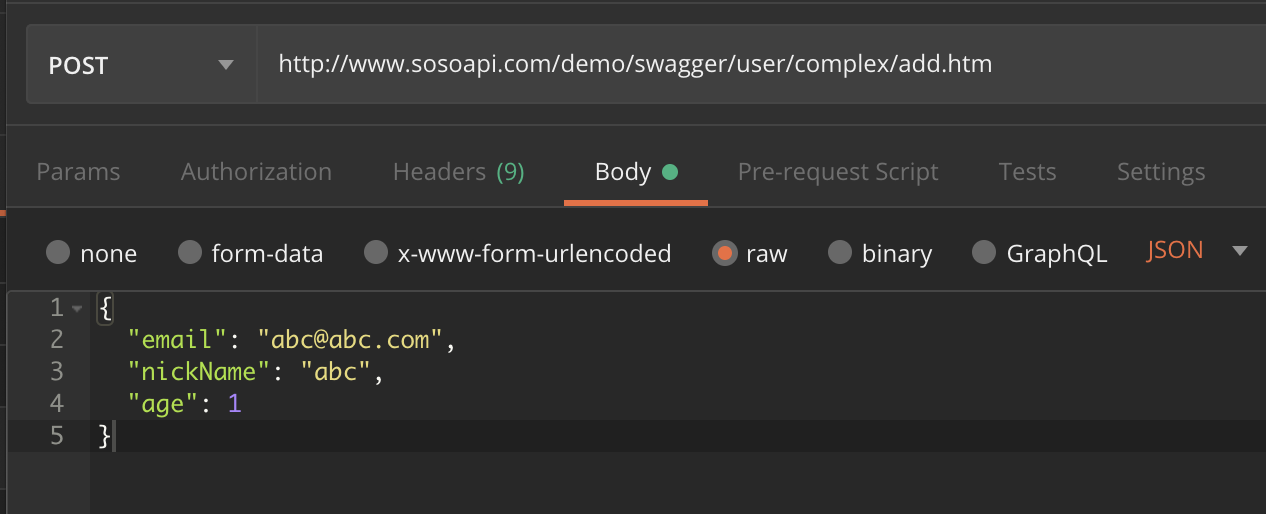 POST http://www.sosoapi.com/demo/swagger/user/complex/add.htm
Params Authorization Headers (9) Body Pre-request Script Tests Settings
none form-data x-www-form-urlencoded raw binary GraphQL JSON
1 {
2 "email": "abc@abc.com",
3 "nickName": "abc",
4 "age": 1
5 }